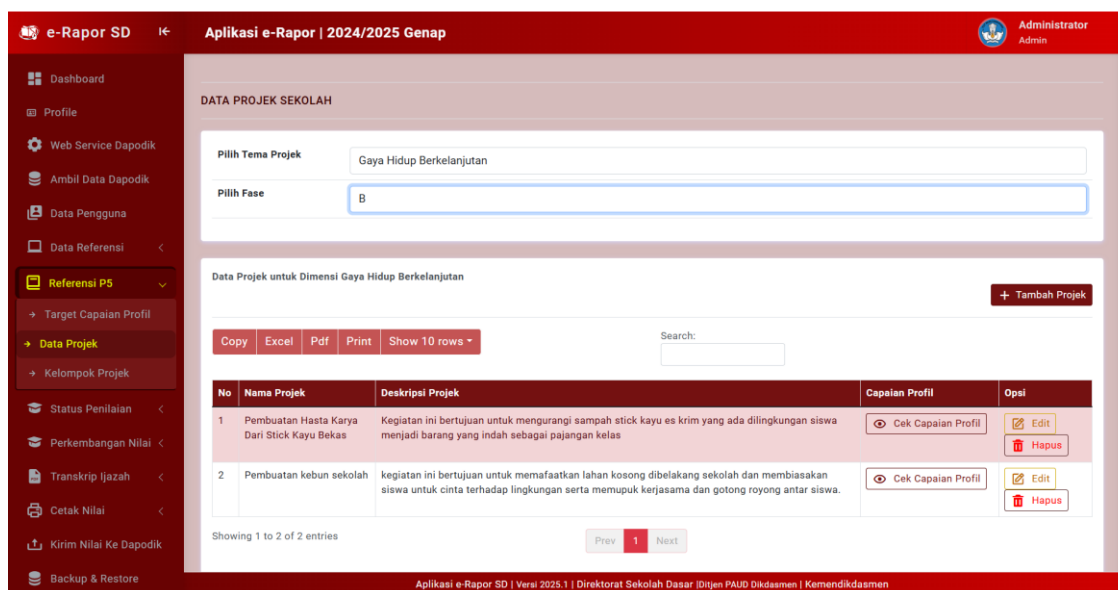 e-Rapor SD
Aplikasi e-Rapor | 2024/2025 Genap
Administrator
Admin
Dashboard
Profile
Web Service Dapodik
Ambil Data Dapodik
Data Pengguna
Data Referensi
Referensi P5
Target Capaian Profil
Data Projek
Kelompok Projek
Status Penilaian
Perkembangan Nilai
Transkrip Ijazah
Cetak Nilai
Kirim Nilai Ke Dapodik
Backup & Restore
DATA PROJEK SEKOLAH
Pilih Tema Projek
Gaya Hidup Berkelanjutan
Pilih Fase
B
Data Projek untuk Dimensi Gaya Hidup Berkelanjutan
+ Tambah Projek
Copy Excel Pdf Print Show 10 rows
Search:
No Nama Projek Deskripsi Projek Capaian Profil Opsi
1 Pembuatan Hasta Karya Kegiatan ini bertujuan untuk mengurangi sampah stick kayu es krim yang ada dilingkungan siswa Cek Capaian Profil Edit
Dari Stick Kayu Bekas menjadi barang yang indah sebagai pajangan kelas Hapus
2 Pembuatan kebun sekolah kegiatan ini bertujuan untuk memafaatkan lahan kosong dibelakang sekolah dan membiasakan Cek Capaian Profil Edit
siswa untuk cinta terhadap lingkungan serta memupuk kerjasama dan gotong royong antar siswa. Hapus
Showing 1 to 2 of 2 entries
Prev 1 Next
Aplikasi e-Rapor SD | Versi 2025.1 | Direktorat Sekolah Dasar |Ditjen PAUD Dikdasmen | Kemendikdasmen